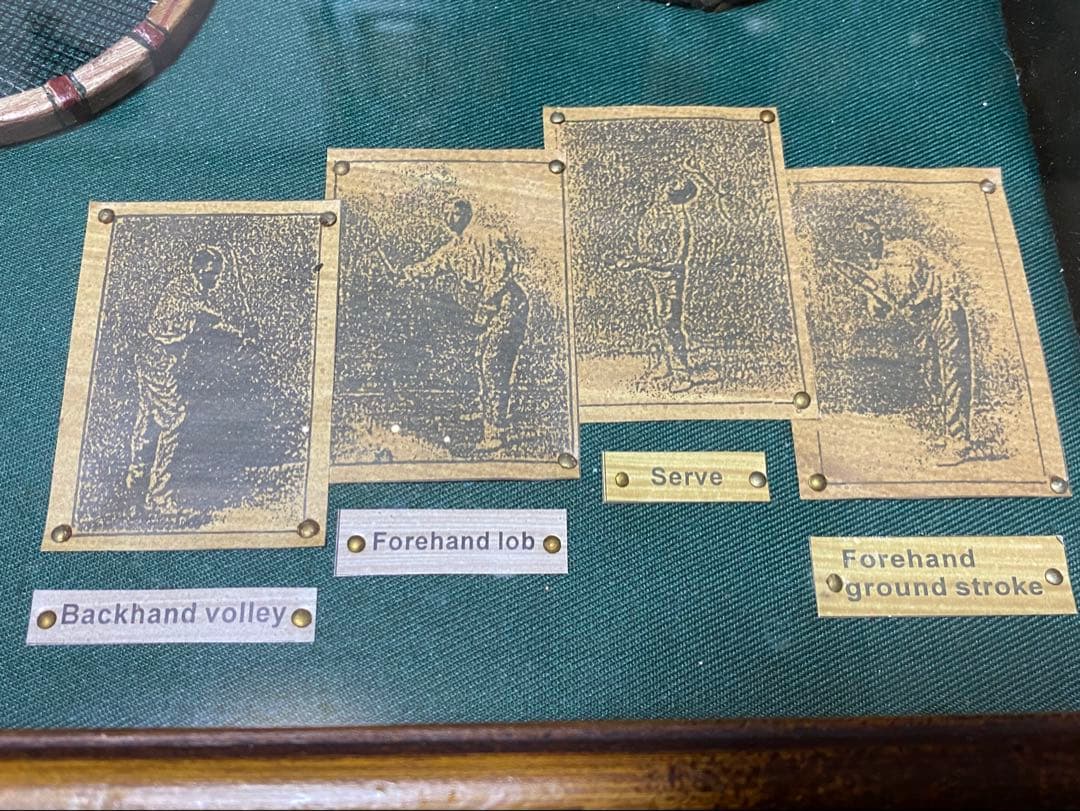 Backhand volley
Forehand lob
Serve
Forehand
ground stroke